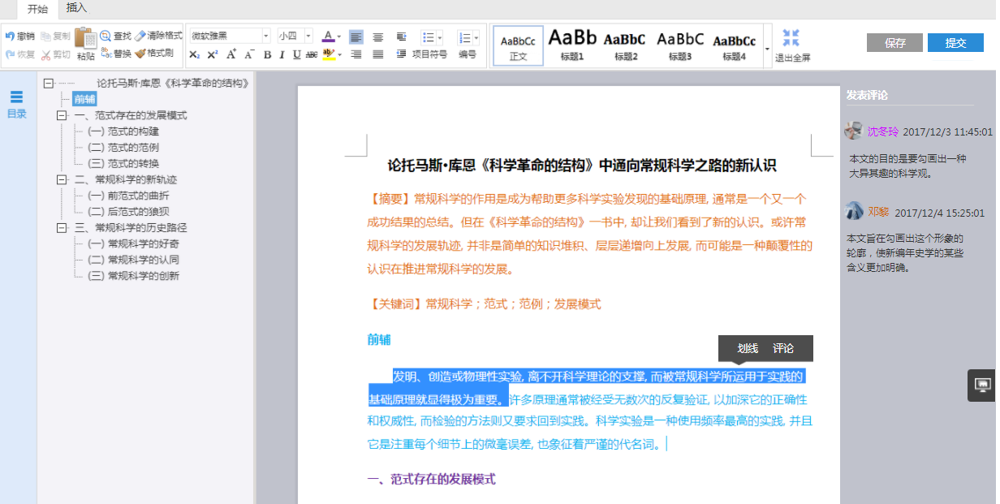 开始 插入
撤销 复制 查找 清除格式 微软雅黑 小四 A AaBbCc AaBb AaBbC AaBbC AaBbCc 保存 提交
恢复 剪切 粘贴 替换 格式刷 X₂ X² A⁺ A⁻ B I U ABC ab 项目符号 编号 正文 标题1 标题2 标题3 标题4 退出全屏
目录
论托马斯·库恩《科学革命的结构》
前辅
一、范式存在的发展模式
(一) 范式的构建
(二) 范式的范例
(三) 范式的转换
二、常规科学的新轨迹
(一) 前范式的曲折
(二) 后范式的狼狈
三、常规科学的历史路径
(一) 常规科学的好奇
(二) 常规科学的认同
(三) 常规科学的创新
论托马斯·库恩《科学革命的结构》中通向常规科学之路的新认识
【摘要】常规科学的作用是成为帮助更多科学实验发现的基础原理, 通常是一个又一个
成功结果的总结。但在《科学革命的结构》一书中, 却让我们看到了新的认识。或许常
规科学的发展轨迹, 并非是简单的知识堆积、层层递增向上发展, 而可能是一种颠覆性的
认识在推进常规科学的发展。
【关键词】常规科学；范式；范例；发展模式
前辅
划线 评论
发明、创造或物理性实验, 离不开科学理论的支撑, 而被常规科学所运用于实践的
基础原理就显得极为重要。许多原理通常被经受无数次的反复验证, 以加深它的正确性
和权威性, 而检验的方法则又要求回到实践。科学实验是一种使用频率最高的实践, 并且
它是注重每个细节上的微毫误差, 也象征着严谨的代名词。
一、范式存在的发展模式
发表评论
沈冬玲 2017/12/3 11:45:01
本文的目的是要勾画出一种
大异其趣的科学观。
邓黎 2017/12/4 15:25:01
本文旨在勾画出这个形象的
轮廓，使新编年史学的某些
含义更加明确。